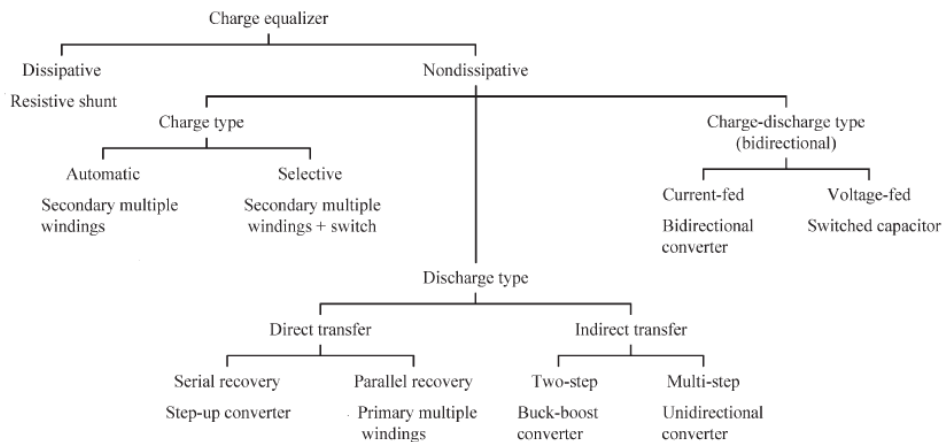 Charge equalizer
Dissipative
Nondissipative
Resistive shunt
Charge type
Charge-discharge type
(bidirectional)
Automatic
Selective
Current-fed
Voltage-fed
Secondary multiple
windings
Secondary multiple
windings + switch
Bidirectional
converter
Switched capacitor
Discharge type
Direct transfer
Indirect transfer
Serial recovery
Parallel recovery
Two-step
Multi-step
Step-up converter
Primary multiple
windings
Buck-boost
converter
Unidirectional
converter